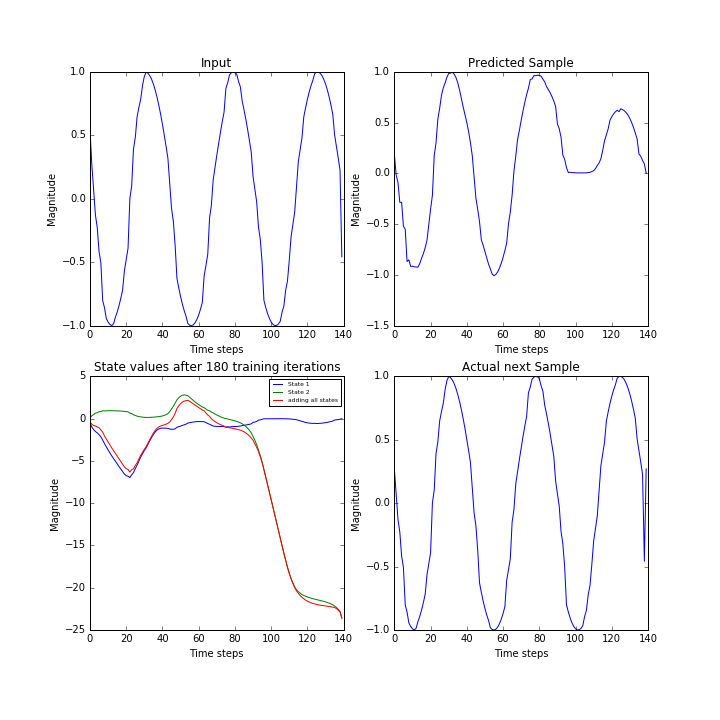 Input
1.0
0.5
0.0
−0.5
−1.0
Magnitude
0 20 40 60 80 100 120 140
Time steps
Predicted Sample
1.0
0.5
0.0
−0.5
−1.0
−1.5
Magnitude
0 20 40 60 80 100 120 140
Time steps
State values after 180 training iterations
5
0
−5
−10
−15
−20
−25
Magnitude
State 1
State 2
adding all states
0 20 40 60 80 100 120 140
Time steps
Actual next Sample
1.0
0.5
0.0
−0.5
−1.0
Magnitude
0 20 40 60 80 100 120 140
Time steps